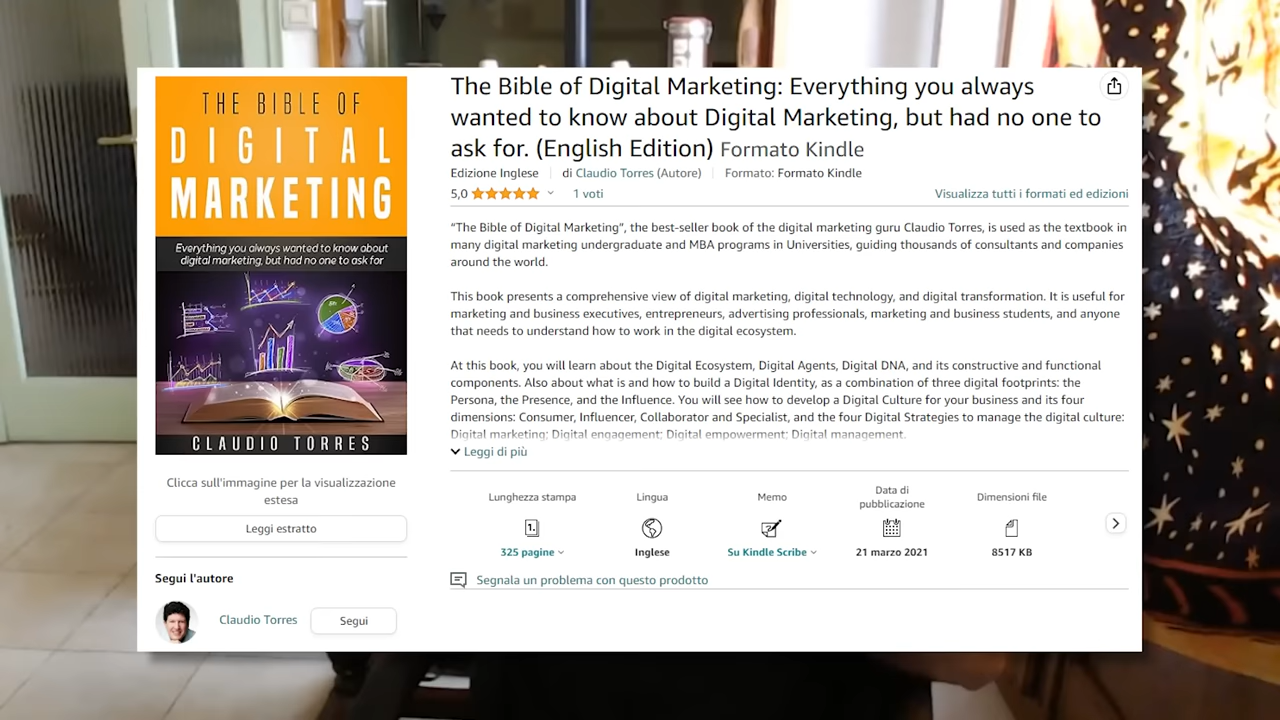 THE BIBLE OF
DIGITAL
MARKETING
Everything you always wanted to know about
digital marketing, but had no one to ask for
CLAUDIO TORRES
Clicca sull'immagine per la visualizzazione
estesa
Leggi estratto
Segui l'autore
Claudio Torres
Segui
The Bible of Digital Marketing: Everything you always
wanted to know about Digital Marketing, but had no one to
ask for. (English Edition) Formato Kindle
Edizione Inglese di Claudio Torres (Autore) Formato: Formato Kindle
5,0 1 voti Visualizza tutti i formati ed edizioni
“The Bible of Digital Marketing”, the best-seller book of the digital marketing guru Claudio Torres, is used as the textbook in
many digital marketing undergraduate and MBA programs in Universities, guiding thousands of consultants and companies
around the world.
This book presents a comprehensive view of digital marketing, digital technology, and digital transformation. It is useful for
marketing and business executives, entrepreneurs, advertising professionals, marketing and business students, and anyone
that needs to understand how to work in the digital ecosystem.
At this book, you will learn about the Digital Ecosystem, Digital Agents, Digital DNA, and its constructive and functional
components. Also about what is and how to build a Digital Identity, as a combination of three digital footprints: the
Persona, the Presence, and the Influence. You will see how to develop a Digital Culture for your business and its four
dimensions: Consumer, Influencer, Collaborator and Specialist, and the four Digital Strategies to manage the digital culture:
Digital marketing; Digital engagement; Digital empowerment; Digital management.
Leggi di più
Lunghezza stampa
325 pagine
Lingua
Inglese
Memo
Su Kindle Scribe
Data di
pubblicazione
21 marzo 2021
Dimensioni file
8517 KB
Segnala un problema con questo prodotto